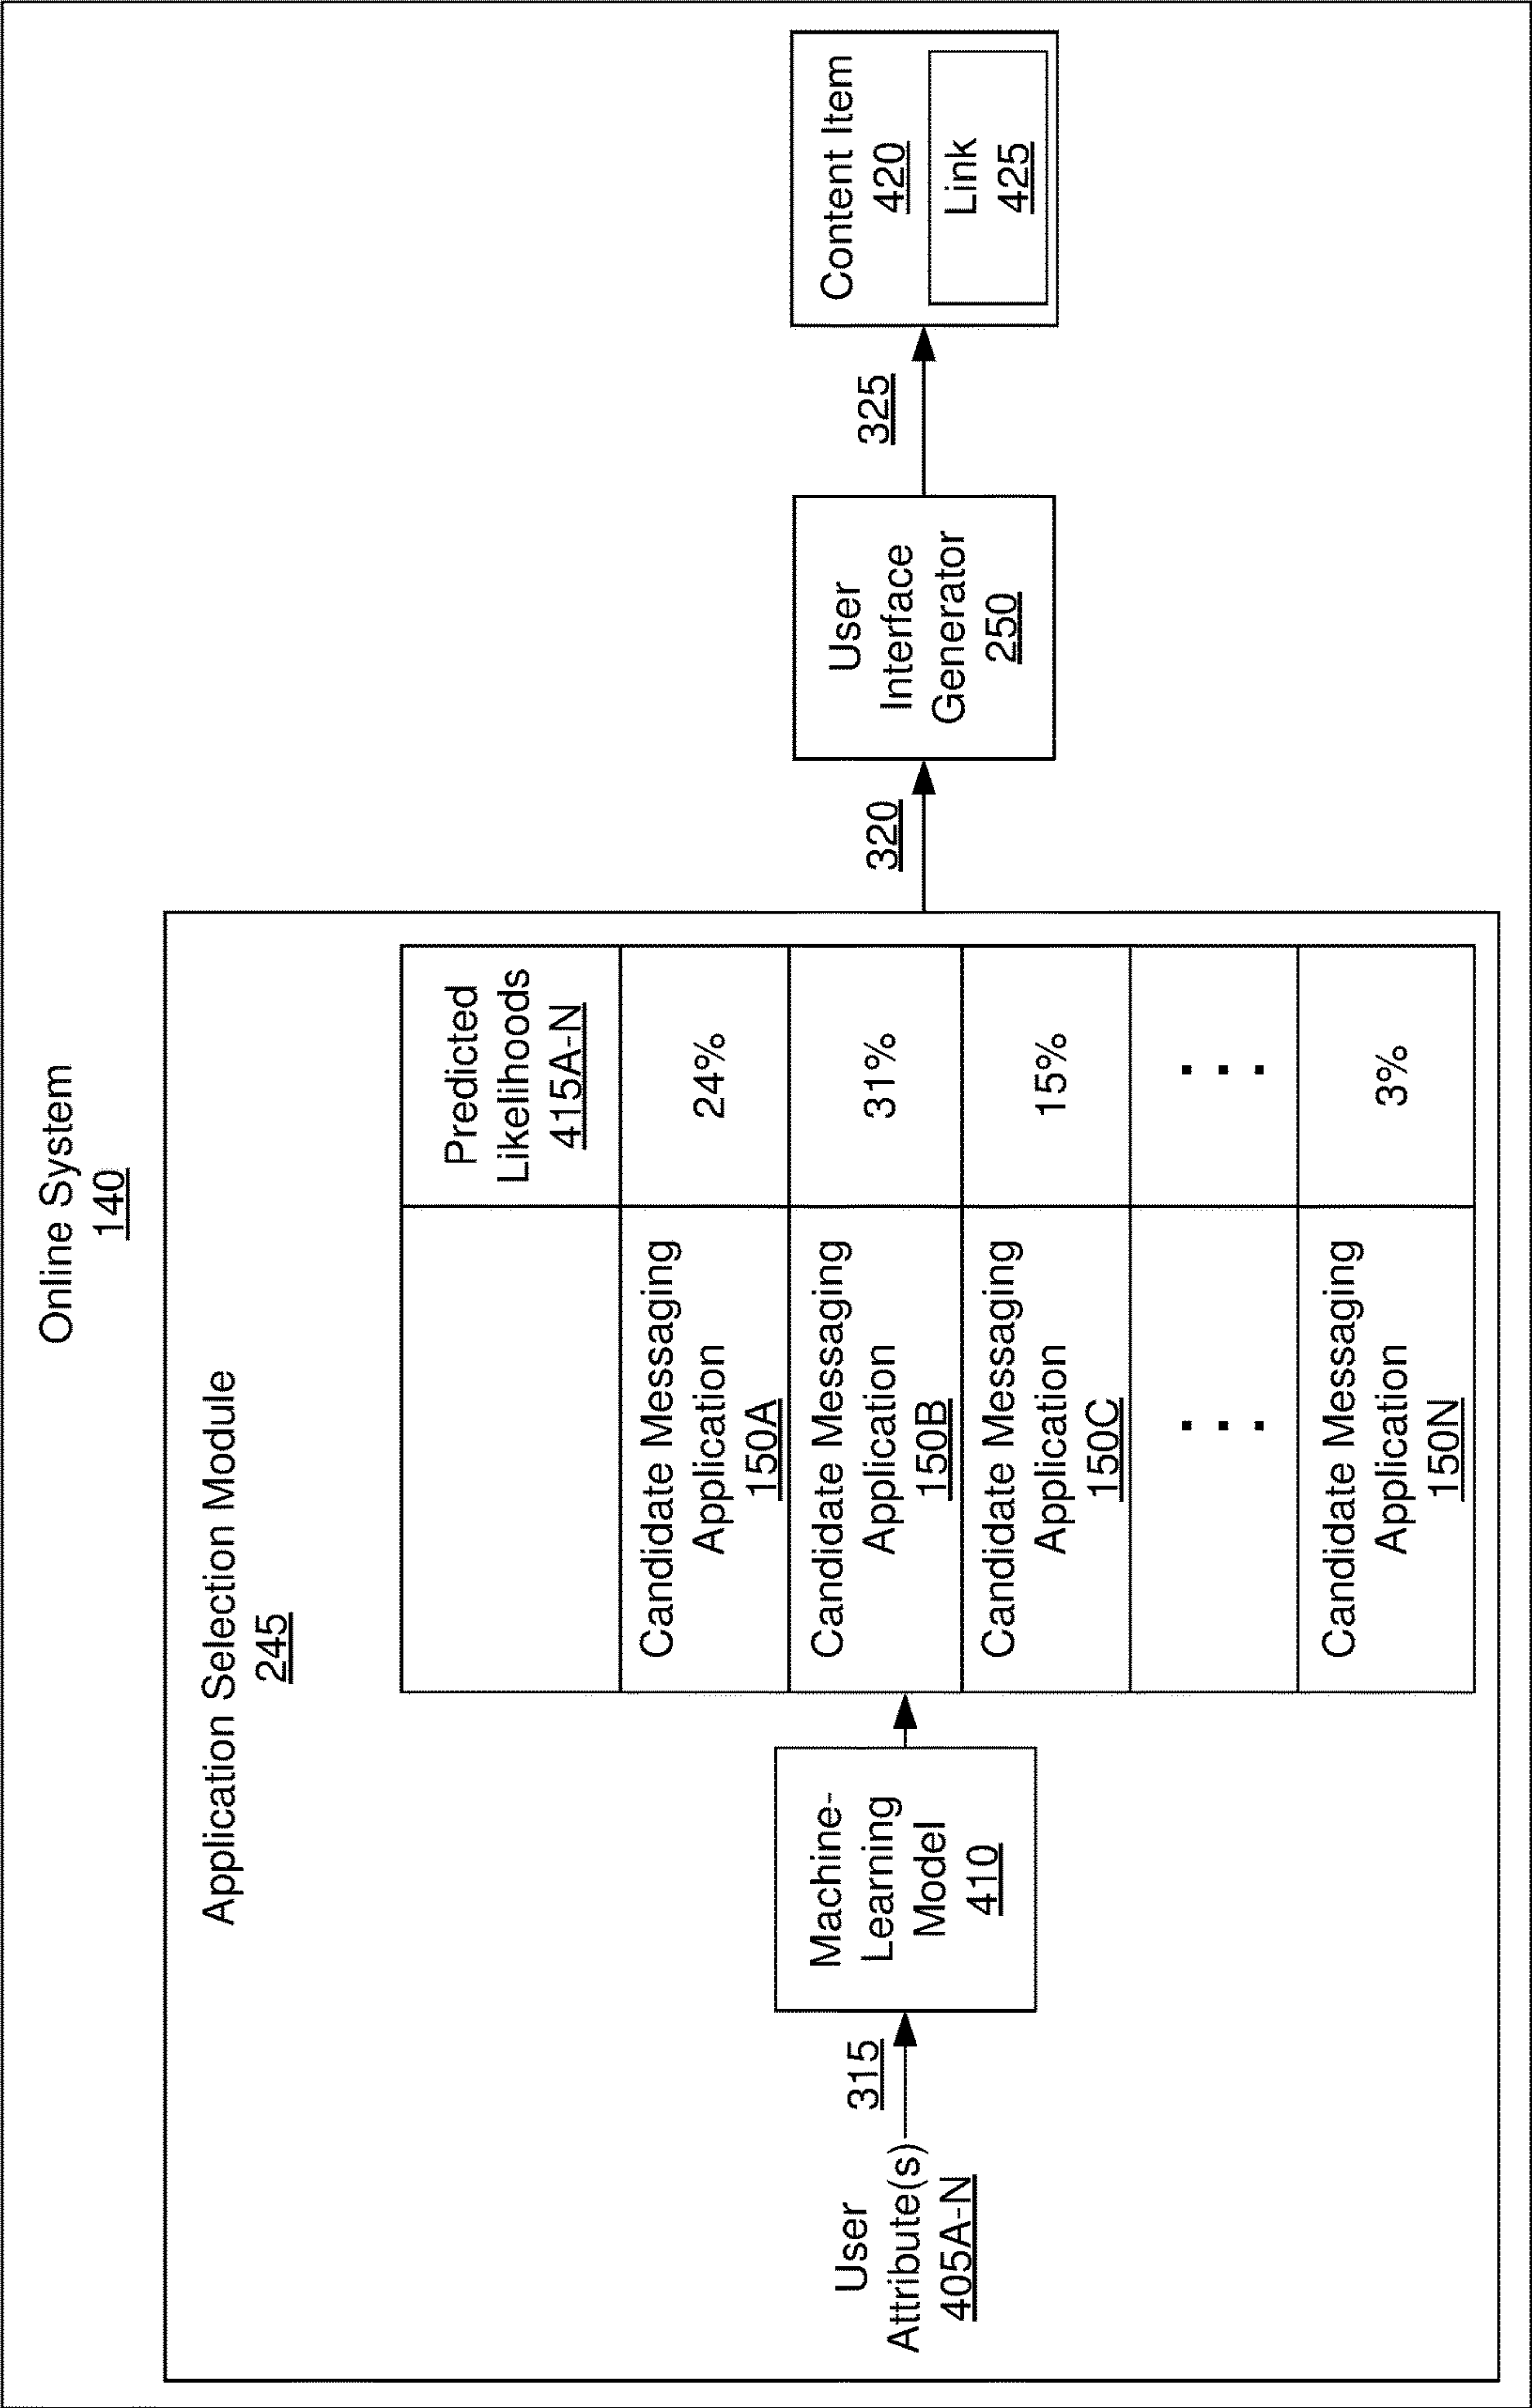 Online System
140
Application Selection Module
245
User
Attribute(s)
405A-N
315
Machine-
Learning
Model
410
Predicted
Likelihoods
415A-N
Candidate Messaging
Application
150A
24%
Candidate Messaging
Application
150B
31%
Candidate Messaging
Application
150C
15%
Candidate Messaging
Application
150N
3%
320
User
Interface
Generator
250
325
Content Item
420
Link
425